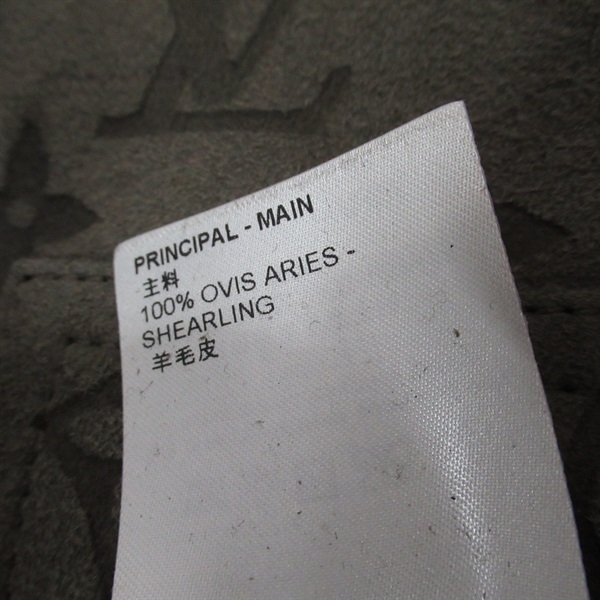 PRINCIPAL - MAIN
主料
100% OVIS ARIES -
SHEARLING
羊毛皮